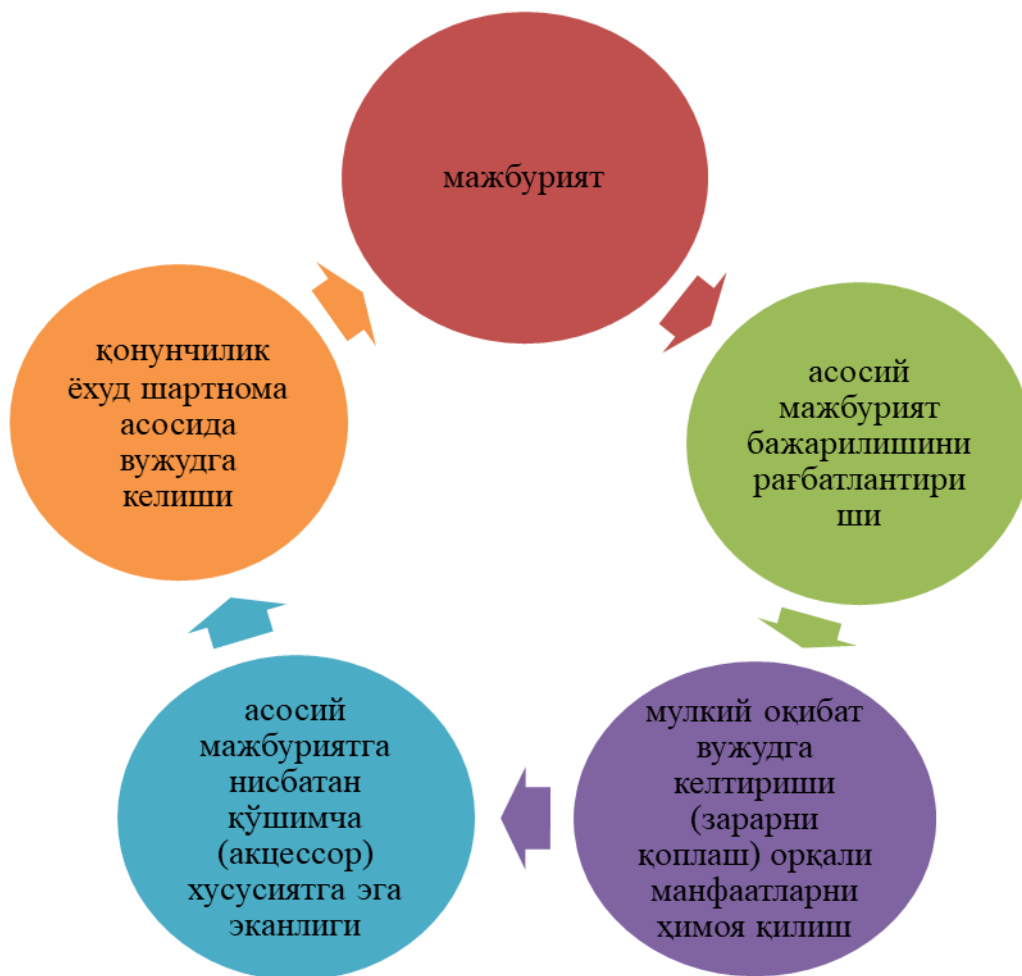 мажбурият
асосий
мажбурият
бажарилишини
рағбатлантири
ши
мулкий оқибат
вужудга
келтириши
(зарарни
қоплаш) орқали
манфаатларни
ҳимоя қилиш
асосий
мажбуриятга
нисбатан
қўшимча
(акцессор)
хусусиятга эга
эканлиги
қонунчилик
ёхуд шартнома
асосида
вужудга
келиши